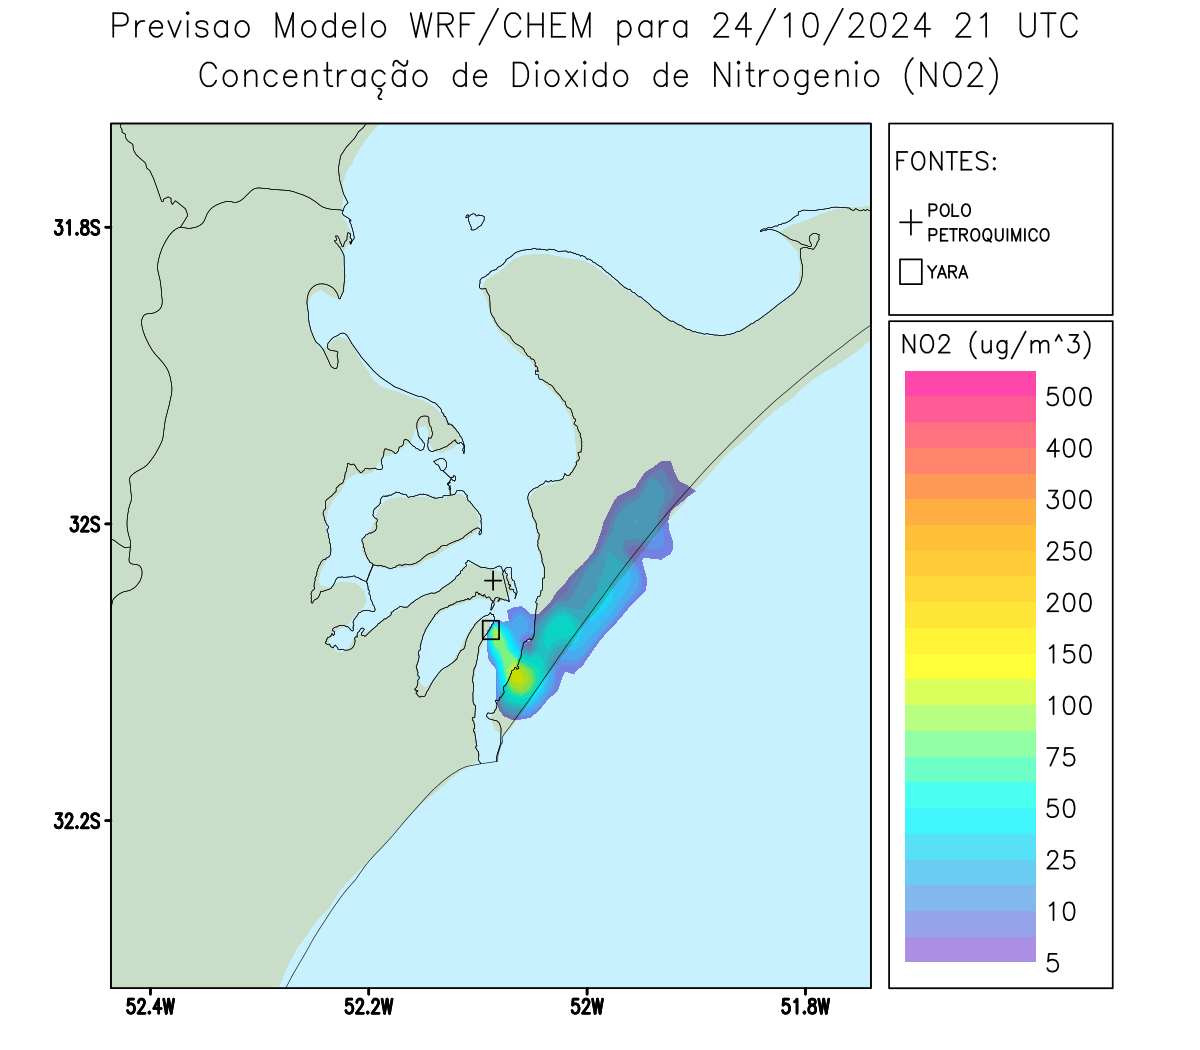 Previsao Modelo WRF/CHEM para 24/10/2024 21 UTC
Concentração de Dioxido de Nitrogenio (NO2)
FONTES:
POLO
PETROQUIMICO
YARA
NO2 (ug/m^3)
500
400
300
250
200
150
100
75
50
25
10
5
31.8S
32S
32.2S
52.4W
52.2W
52W
51.8W